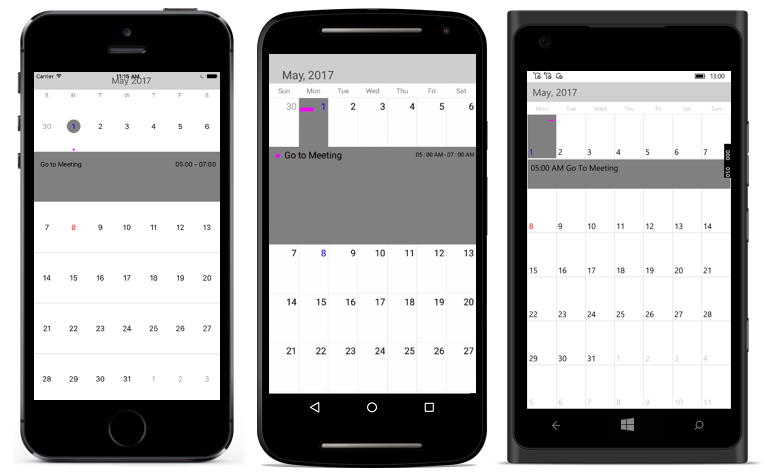 Carrier 11:15 AM
May, 2017
S M T W T F S
30 1 2 3 4 5 6
Go to Meeting 05:00 - 07:00
7 8 9 10 11 12 13
14 15 16 17 18 19 20
21 22 23 24 25 26 27
28 29 30 31 1 2 3
May, 2017
Sun Mon Tue Wed Thu Fri Sat
30 1 2 3 4 5 6
Go to Meeting 05:00 AM-07:00 AM
7 8 9 10 11 12 13
14 15 16 17 18 19 20
21 22 23 24 25 26 27
13:00
May, 2017
Mon Tue Wed Thu Fri Sat Sun
1 2 3 4 5 6 7
000 050
05:00 AM Go To Meeting
8 9 10 11 12 13 14
15 16 17 18 19 20 21
22 23 24 25 26 27 28
29 30 31 1 2 3 4
5 6 7 8 9 10 11